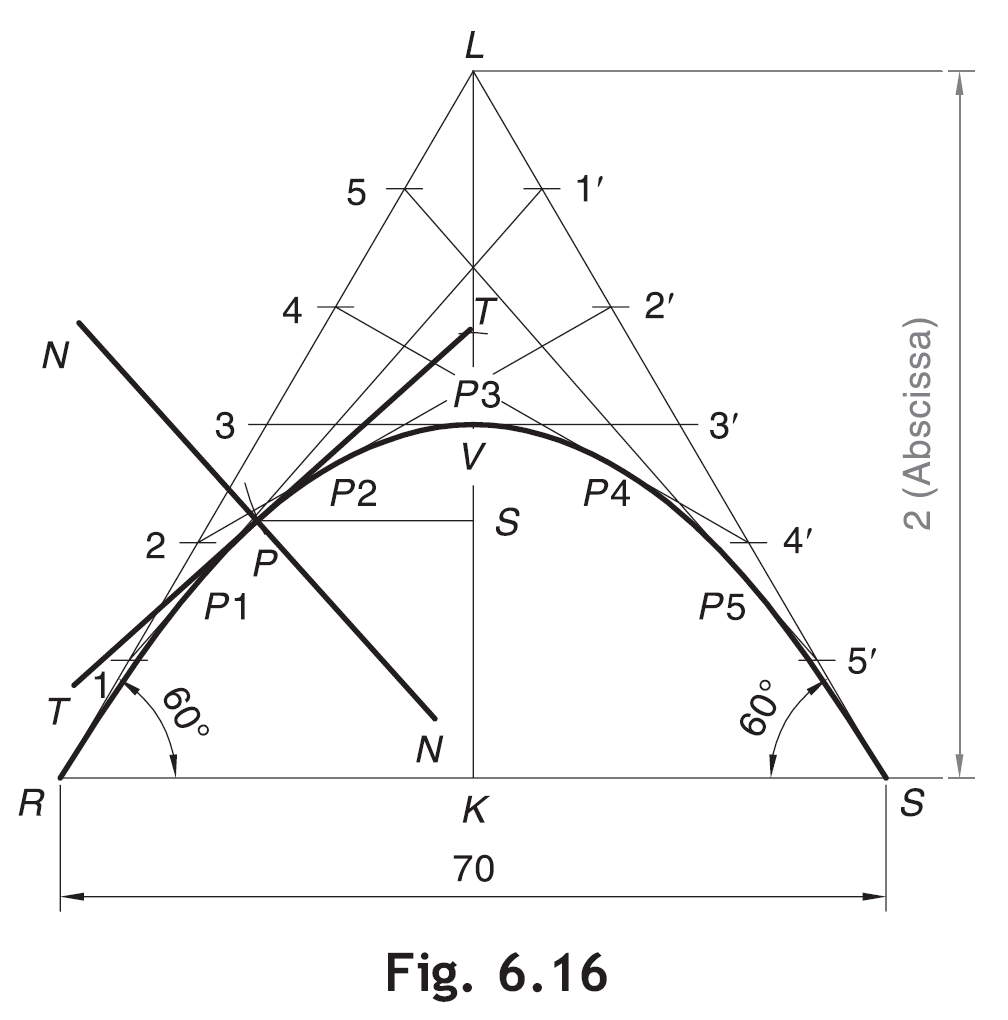 L
5 1′
4 T 2′
N
P3
3 3′
V
P2 P4
2 S 4′
P
P1 P5
1 5′
T
60° 60°
N
R K S
70
2 (Abscissa)
Fig. 6.16